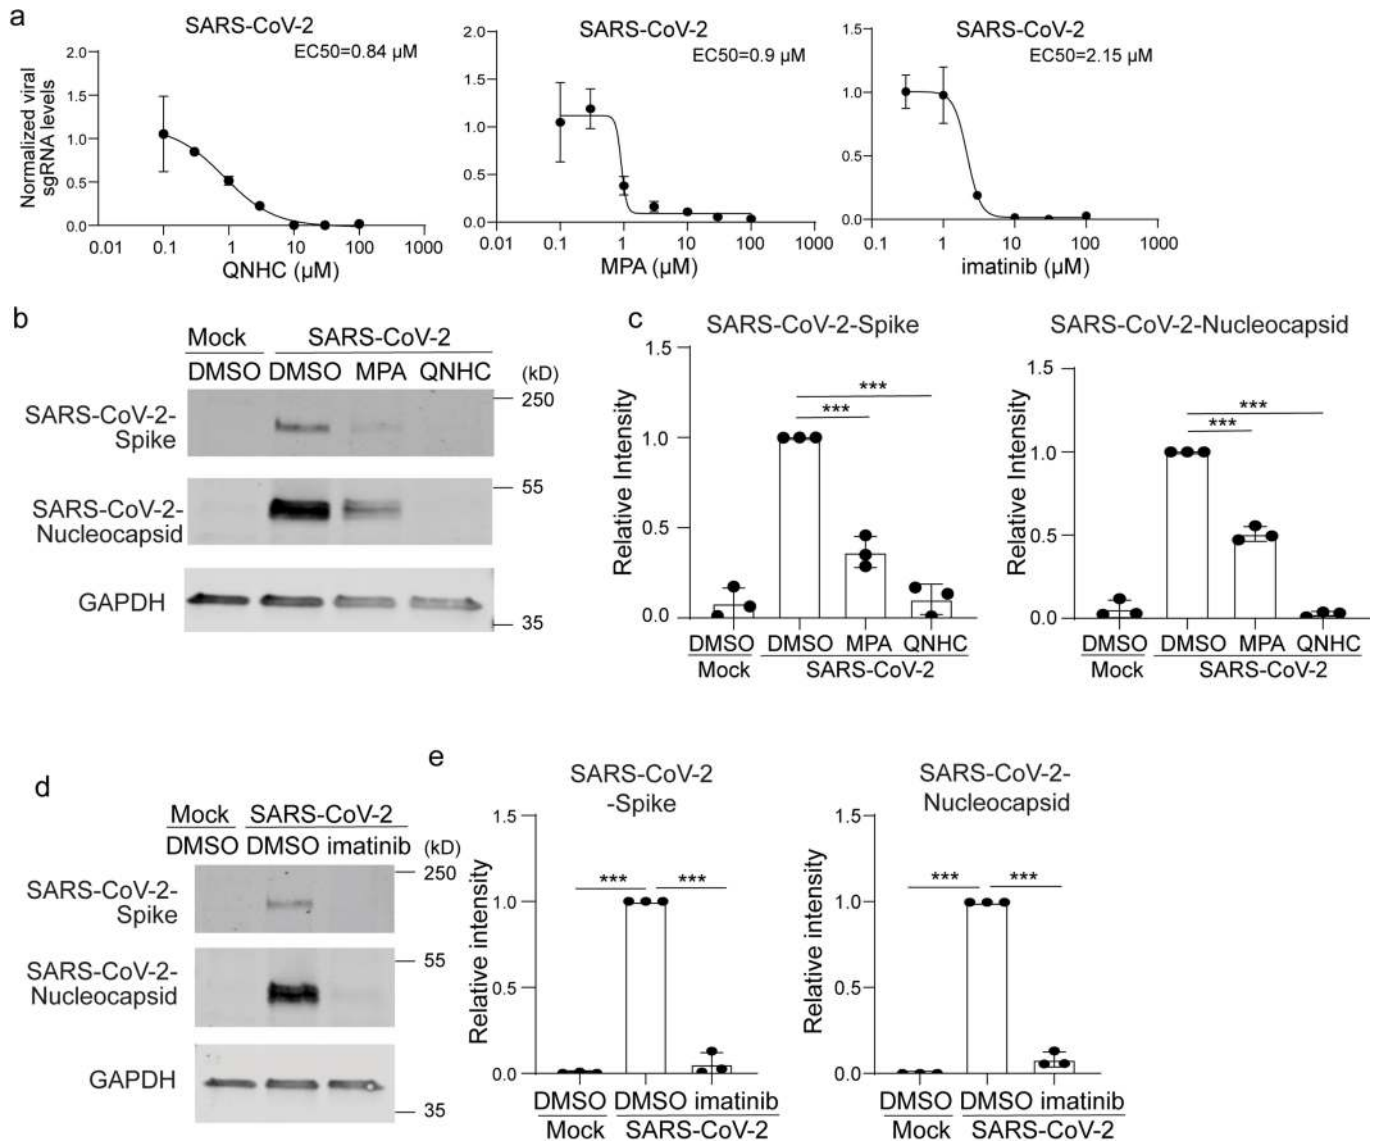 a
SARS-CoV-2
EC50=0.84 µM
Normalized viral
sgRNA levels
2.0
1.5
1.0
0.5
0.0
0.01 0.1 1 10 100 1000
QNHC (µM)
SARS-CoV-2
EC50=0.9 µM
2.0
1.5
1.0
0.5
0.0
0.01 0.1 1 10 100 1000
MPA (µM)
SARS-CoV-2
EC50=2.15 µM
1.5
1.0
0.5
0.0
0.1 1 10 100 1000
imatinib (µM)
b
Mock SARS-CoV-2
DMSO DMSO MPA QNHC (kD)
SARS-CoV-2-
Spike
250
SARS-CoV-2-
Nucleocapsid
55
GAPDH
35
c
SARS-CoV-2-Spike
Relative Intensity
1.5
1.0
0.5
0.0
***
***
DMSO DMSO MPA QNHC
Mock SARS-CoV-2
SARS-CoV-2-Nucleocapsid
Relative Intensity
1.5
1.0
0.5
0.0
***
***
DMSO DMSO MPA QNHC
Mock SARS-CoV-2
d
Mock SARS-CoV-2
DMSO DMSO imatinib (kD)
SARS-CoV-2-
Spike
250
SARS-CoV-2-
Nucleocapsid
55
GAPDH
35
e
SARS-CoV-2
-Spike
Relative intensity
1.5
1.0
0.5
0.0
*** ***
DMSO DMSO imatinib
Mock SARS-CoV-2
SARS-CoV-2-
Nucleocapsid
Relative intensity
1.5
1.0
0.5
0.0
*** ***
DMSO DMSO imatinib
Mock SARS-CoV-2